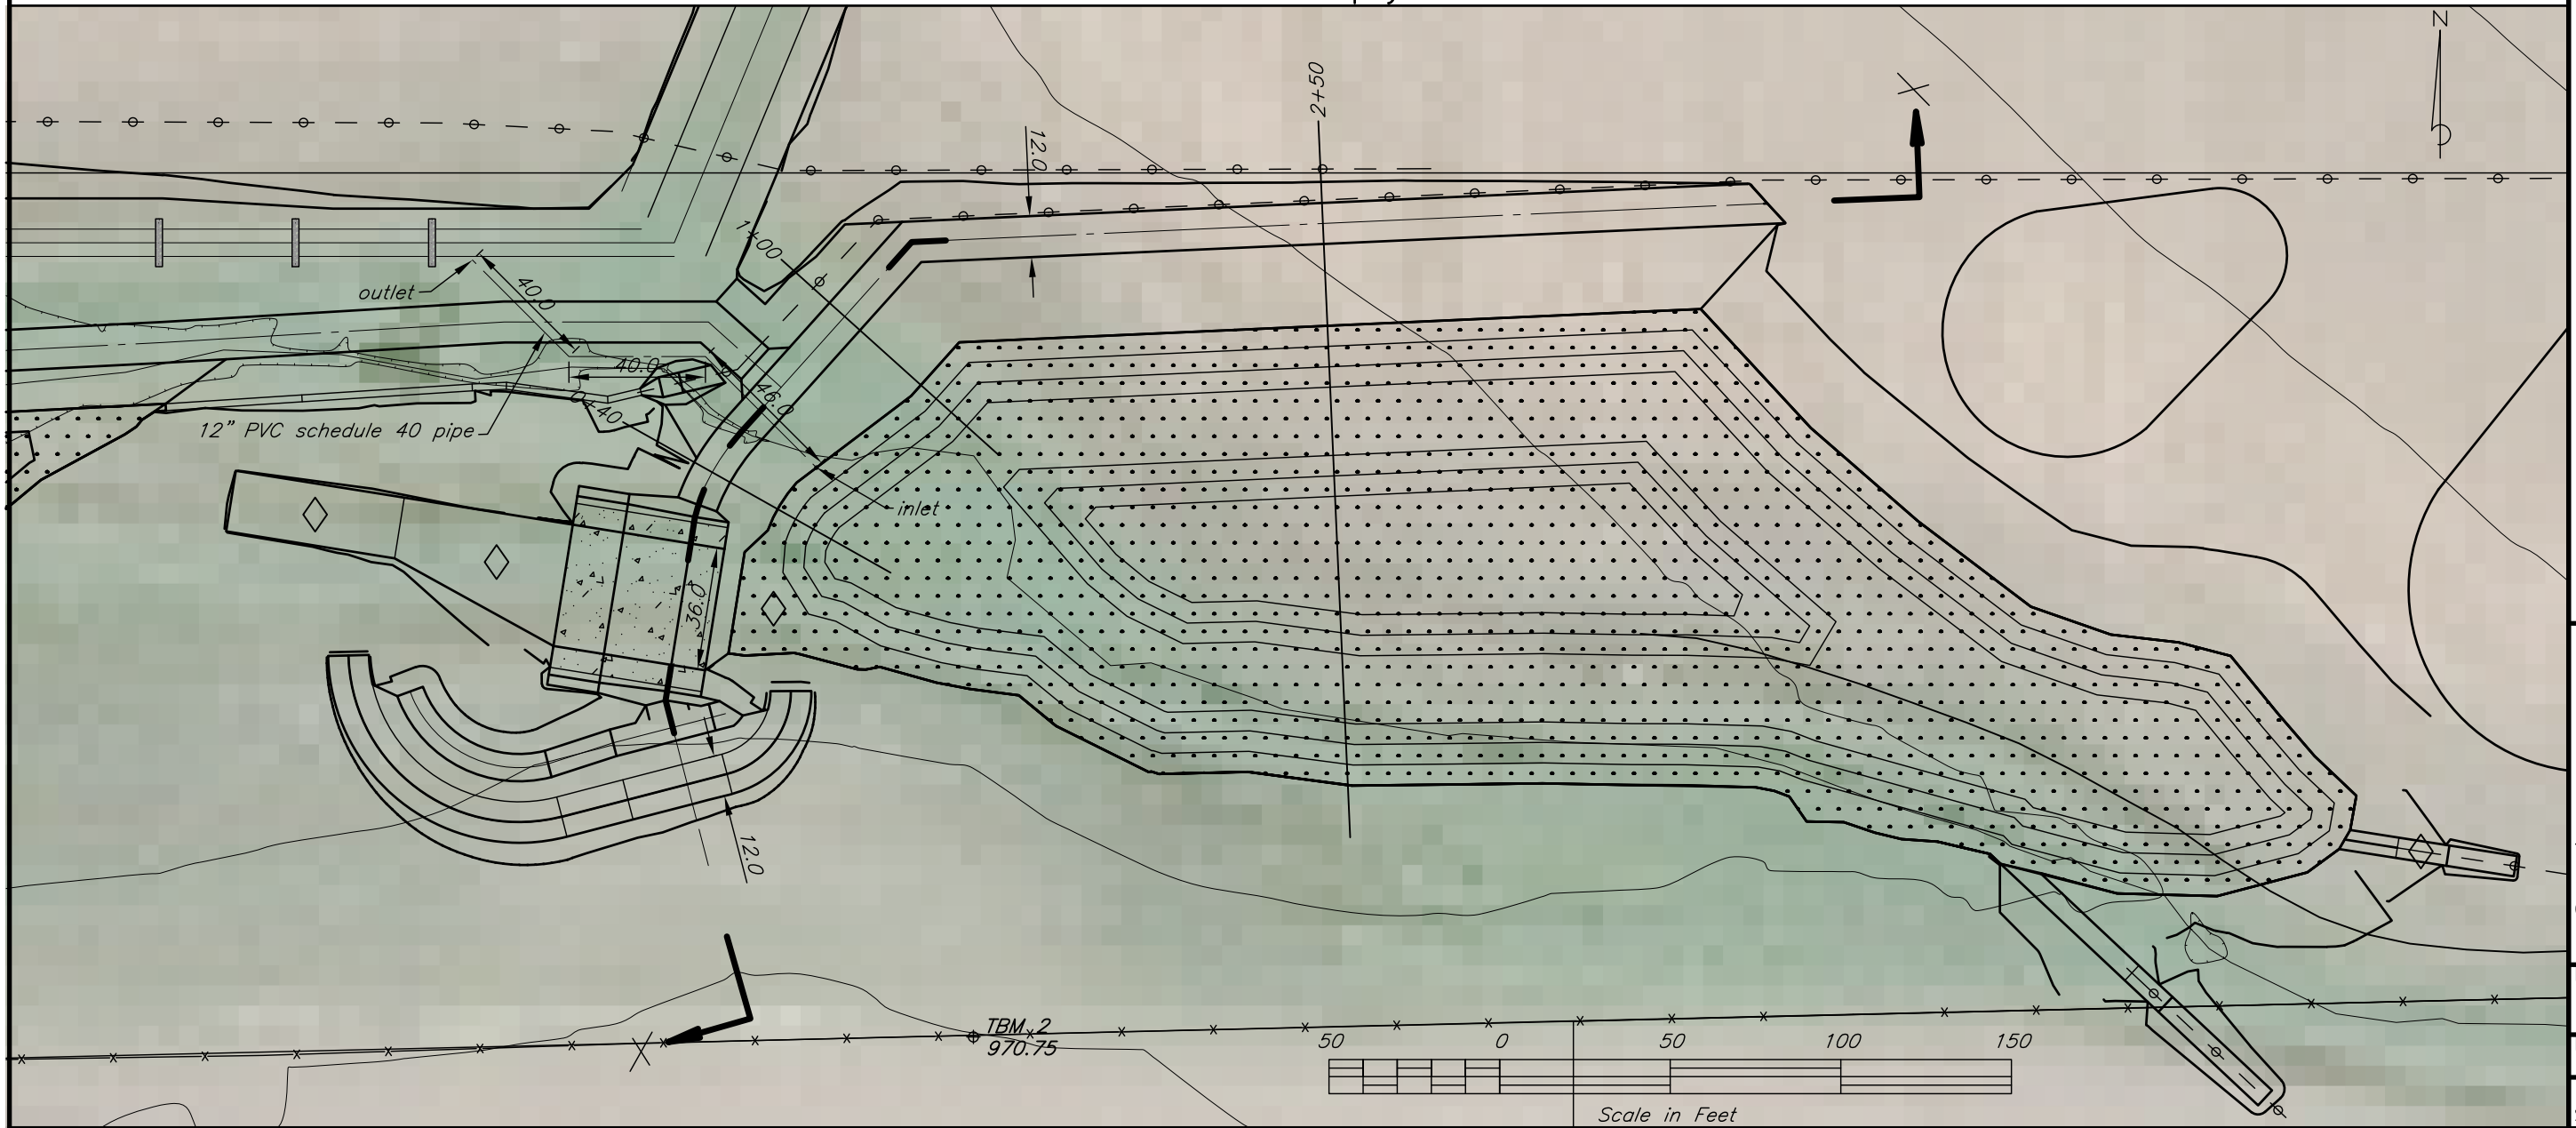 N
2+50
X
12.0
1+00
outlet
40.0
40.0
46.0
0+40
12" PVC schedule 40 pipe
inlet
36.0
12.0
TBM 2
970.75
X
50 0 50 100 150
Scale in Feet